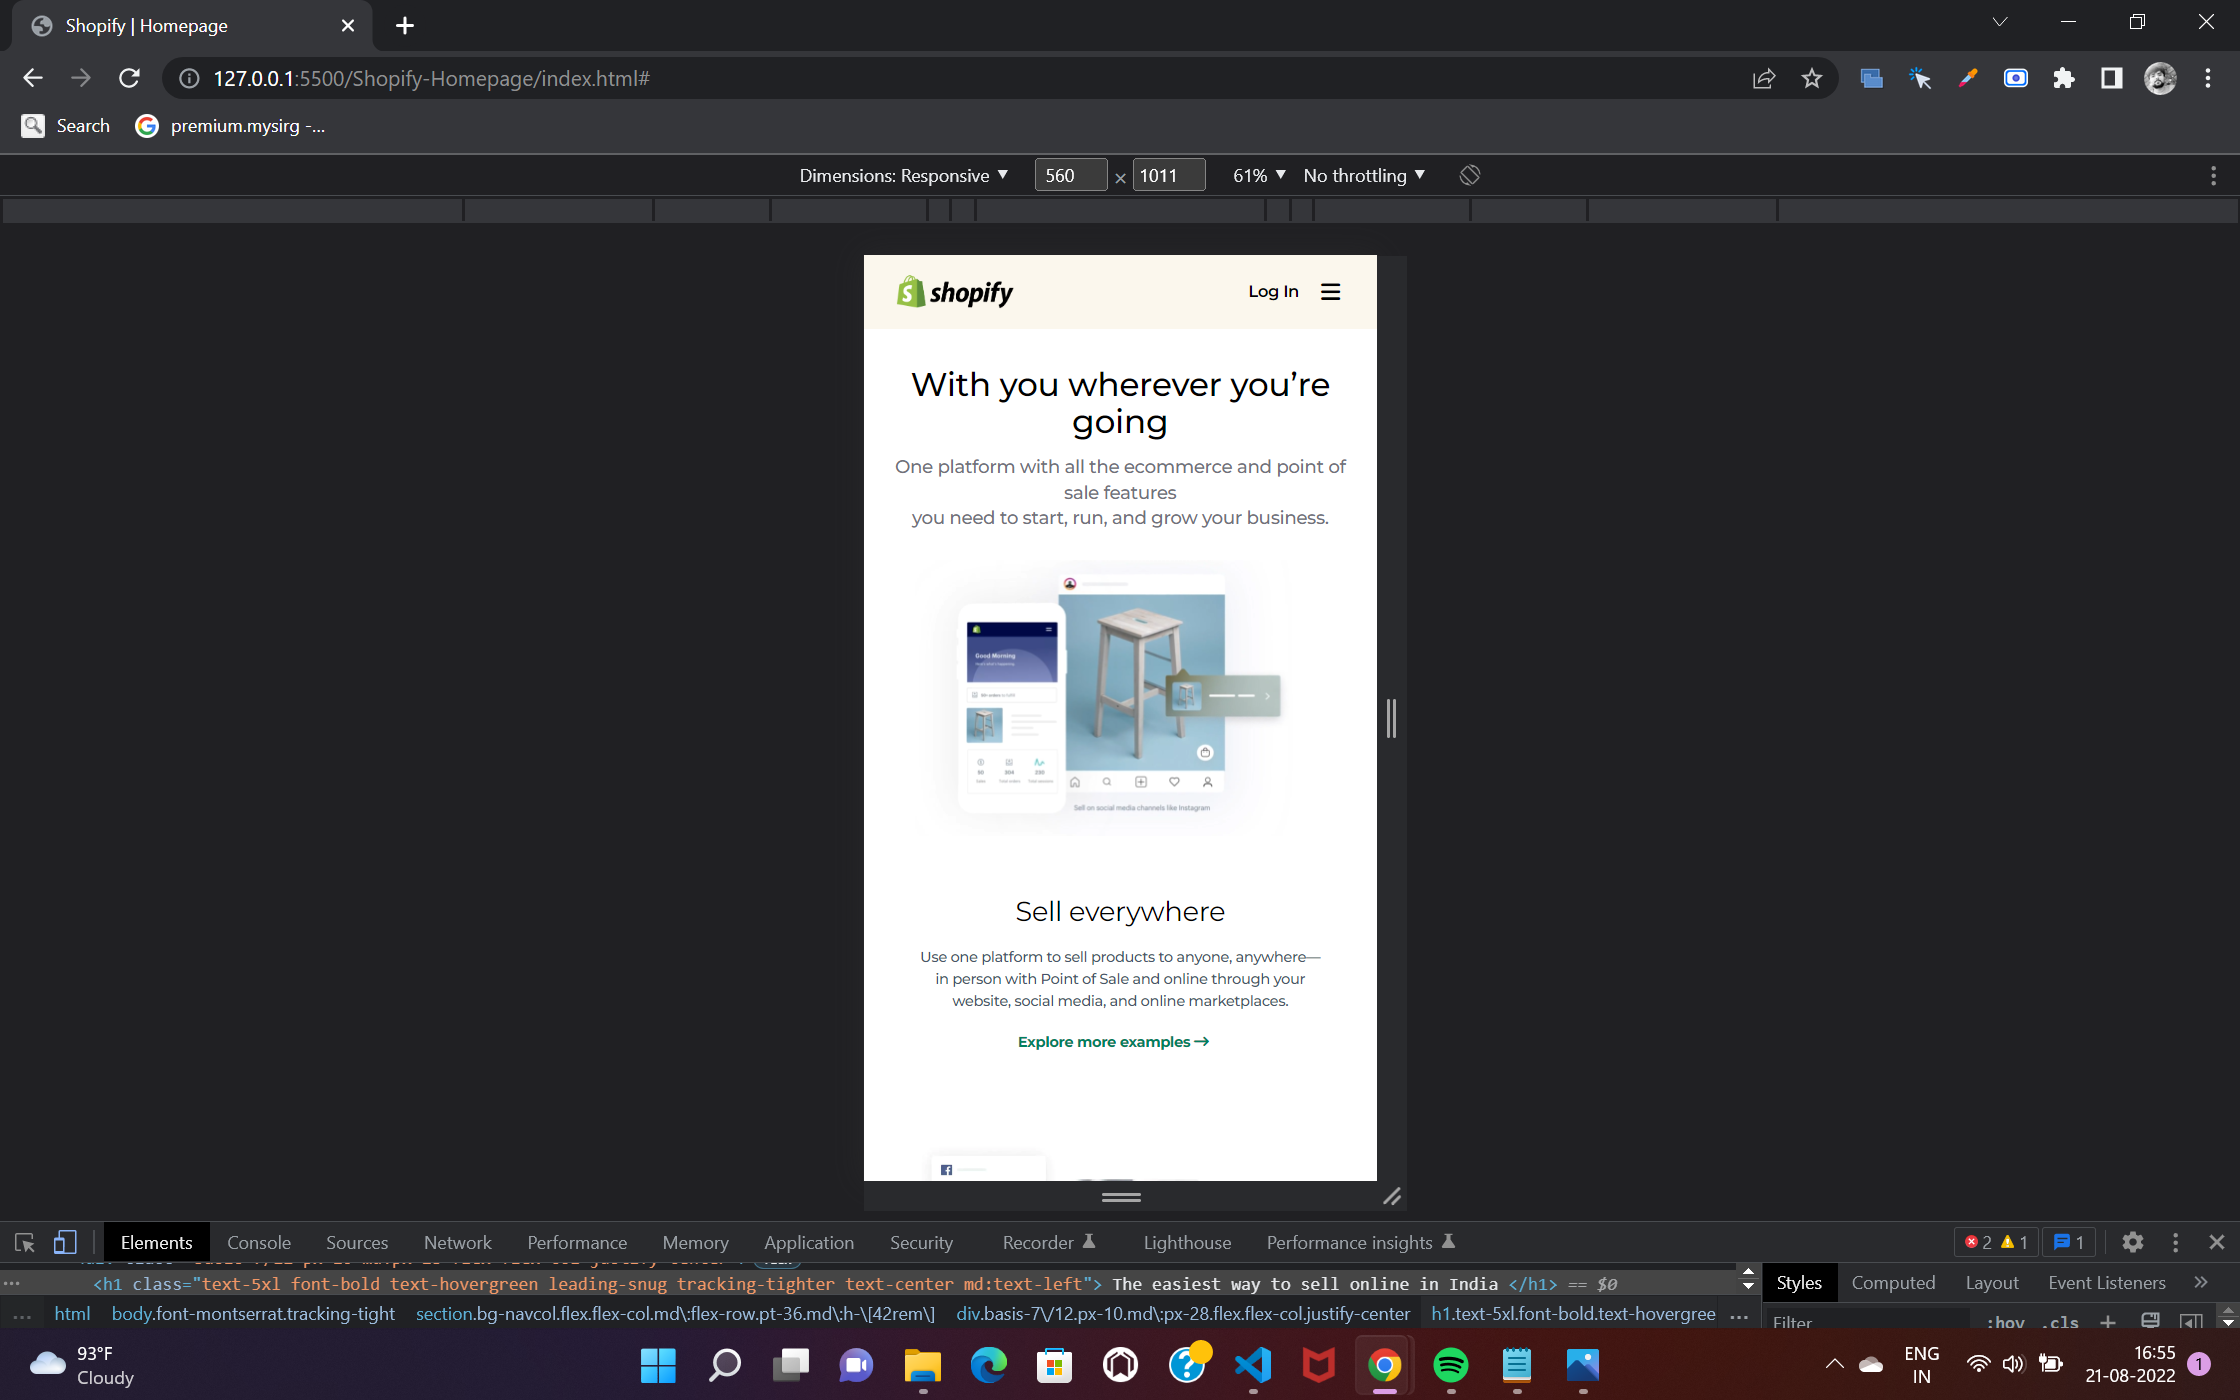 Shopify | Homepage
127.0.0.1:5500/Shopify-Homepage/index.html#
Search
premium.mysirg -...
Dimensions: Responsive ▼ 560 × 1011 61% ▼ No throttling ▼
shopify
Log In
With you wherever you’re
going
One platform with all the ecommerce and point of
sale features
you need to start, run, and grow your business.
Good Morning
Sell on social media channels like Instagram
Sell everywhere
Use one platform to sell products to anyone, anywhere—
in person with Point of Sale and online through your
website, social media, and online marketplaces.
Explore more examples →
Elements Console Sources Network Performance Memory Application Security Recorder Lighthouse Performance insights 2 1 1
... <h1 class="text-5xl font-bold text-hovergreen leading-snug tracking-tighter text-center md:text-left"> The easiest way to sell online in India </h1> == $0
Styles Computed Layout Event Listeners »
... html body.font-montserrat.tracking-tight section.bg-navcol.flex.flex-col.md\:flex-row.pt-36.md\:h-\[42rem\] div.basis-7\/12.px-10.md\:px-28.flex.flex-col.justify-center h1.text-5xl.font-bold.text-hovergree ...
Filter :hov .cls +
93°F
Cloudy
ENG
IN
16:55
21-08-2022
1